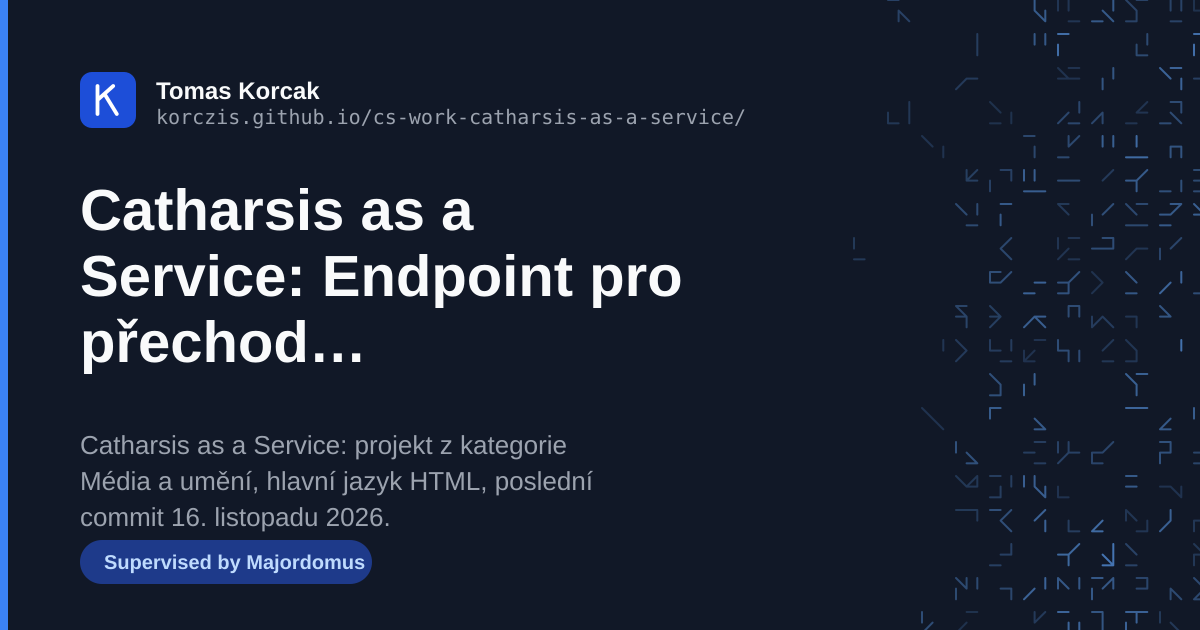 Tomas Korcak
korczis.github.io/cs-work-catharsis-as-a-service/
Catharsis as a
Service: Endpoint pro
přechod…
Catharsis as a Service: projekt z kategorie
Média a umění, hlavní jazyk HTML, poslední
commit 16. listopadu 2026.
Supervised by Majordomus